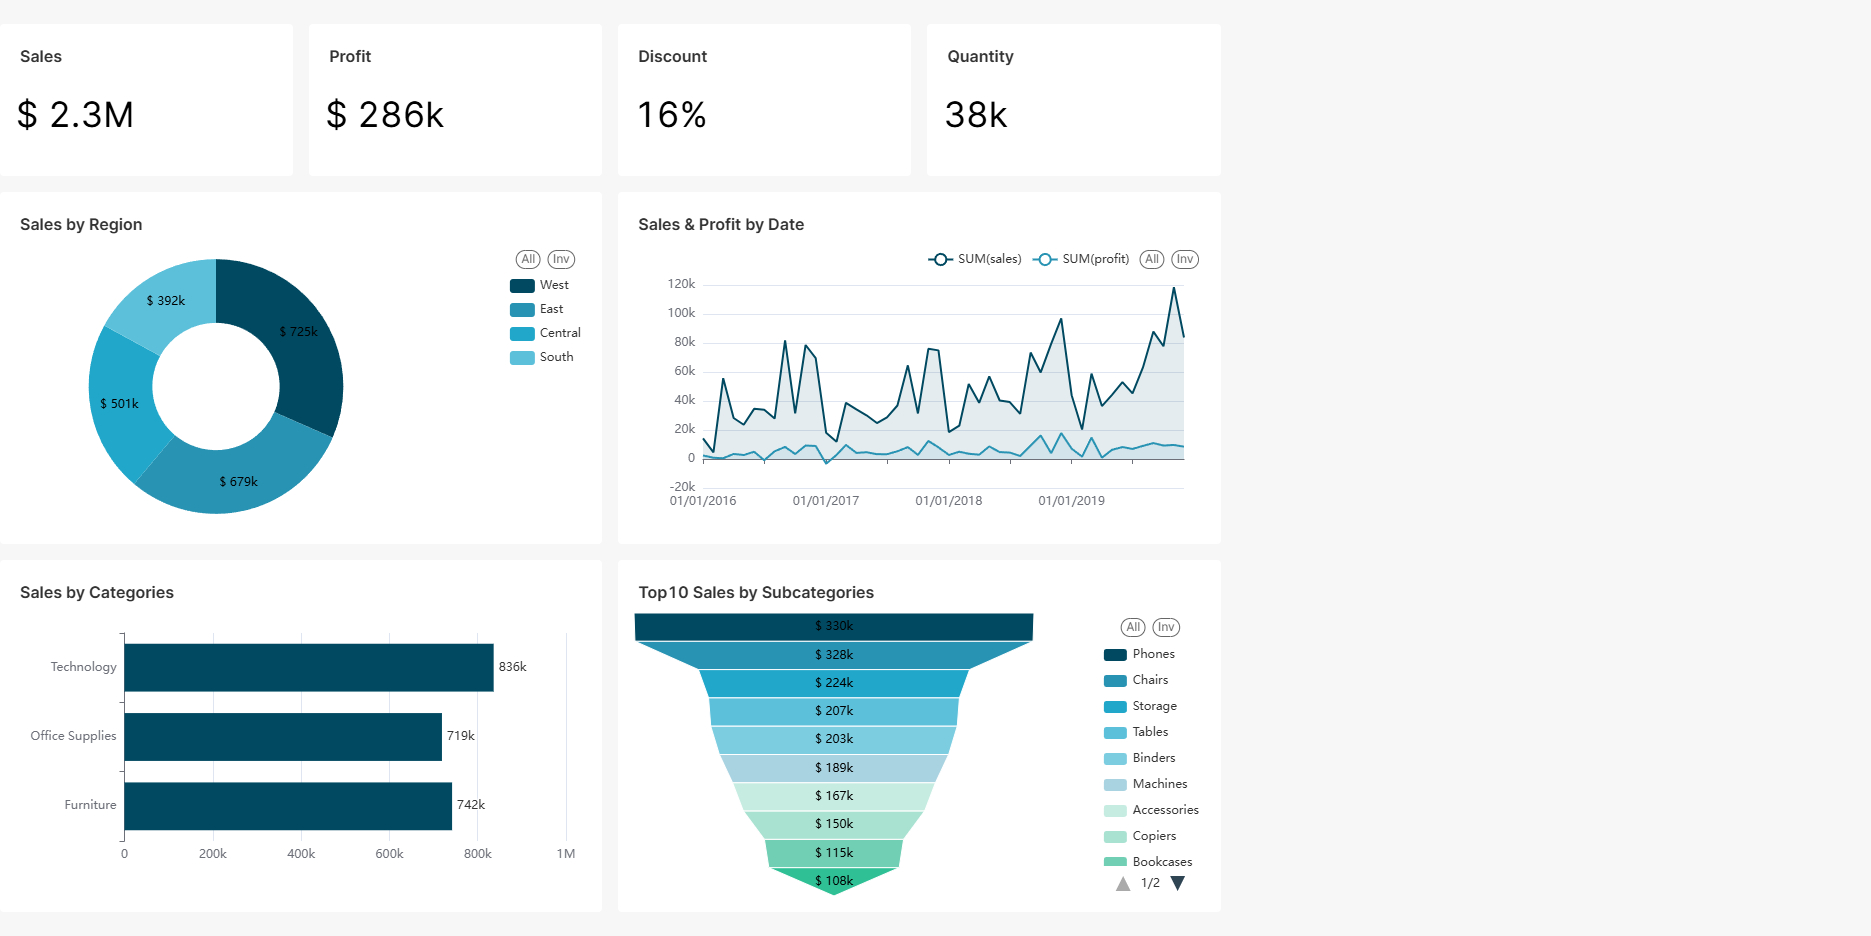 Sales
$ 2.3M
Profit
$ 286k
Discount
16%
Quantity
38k
Sales by Region
All Inv
West
East
Central
South
$ 392k
$ 725k
$ 501k
$ 679k
Sales & Profit by Date
SUM(sales) SUM(profit) All Inv
120k
100k
80k
60k
40k
20k
0
-20k
01/01/2016 01/01/2017 01/01/2018 01/01/2019
Sales by Categories
Technology 836k
Office Supplies 719k
Furniture 742k
0 200k 400k 600k 800k 1M
Top10 Sales by Subcategories
$ 330k
$ 328k
$ 224k
$ 207k
$ 203k
$ 189k
$ 167k
$ 150k
$ 115k
$ 108k
All Inv
Phones
Chairs
Storage
Tables
Binders
Machines
Accessories
Copiers
Bookcases
1/2